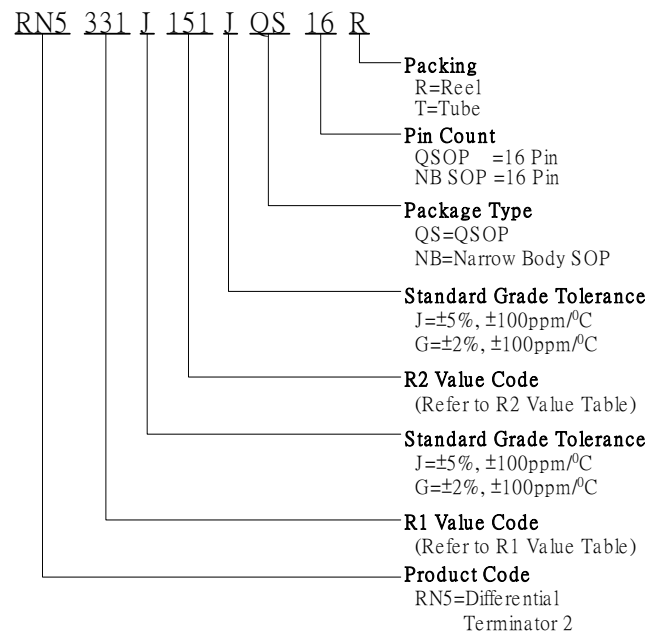 RN5 331 J 151 J QS 16 R
Packing
R=Reel
T=Tube
Pin Count
QSOP =16 Pin
NB SOP =16 Pin
Package Type
QS=QSOP
NB=Narrow Body SOP
Standard Grade Tolerance
J=±5%, ±100ppm/⁰C
G=±2%, ±100ppm/⁰C
R2 Value Code
(Refer to R2 Value Table)
Standard Grade Tolerance
J=±5%, ±100ppm/⁰C
G=±2%, ±100ppm/⁰C
R1 Value Code
(Refer to R1 Value Table)
Product Code
RN5=Differential
Terminator 2